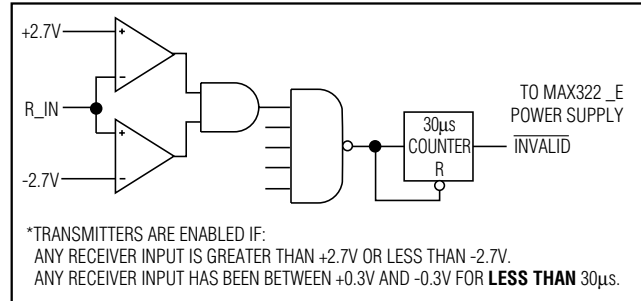 +2.7V
R_IN
-2.7V
TO MAX322 _E
POWER SUPPLY
INVALID
30µs
COUNTER
R
+
-
+
-
*TRANSMITTERS ARE ENABLED IF:
ANY RECEIVER INPUT IS GREATER THAN +2.7V OR LESS THAN -2.7V.
ANY RECEIVER INPUT HAS BEEN BETWEEN +0.3V AND -0.3V FOR LESS THAN 30µs.